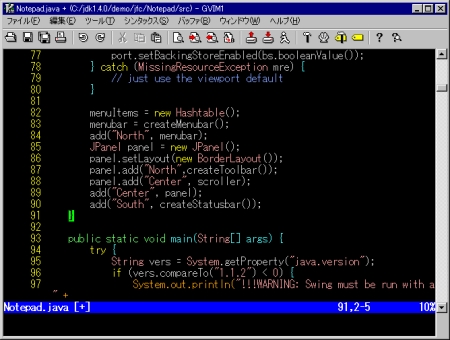 Notepad.java + (C:/jdk1.4.0/demo/jfc/Notepad/src) - GVIM1
ファイル(F) 編集(E) ツール(T) シンタックス(S) バッファ(B) ウィンドウ(W) ヘルプ(H)
77 port.setBackingStoreEnabled(bs.booleanValue());
78 } catch (MissingResourceException mre) {
79 // just use the viewport default
80 }
81
82 menuItems = new Hashtable();
83 menubar = createMenubar();
84 add("North", menubar);
85 JPanel panel = new JPanel();
86 panel.setLayout(new BorderLayout());
87 panel.add("North",createToolbar());
88 panel.add("Center", scroller);
89 add("Center", panel);
90 add("South", createStatusbar());
91 }
92
93 public static void main(String[] args) {
94 try {
95 String vers = System.getProperty("java.version");
96 if (vers.compareTo("1.1.2") < 0) {
97 System.out.println("!!!WARNING: Swing must be run with a
" +
Notepad.java [+] 91,2-5 10%